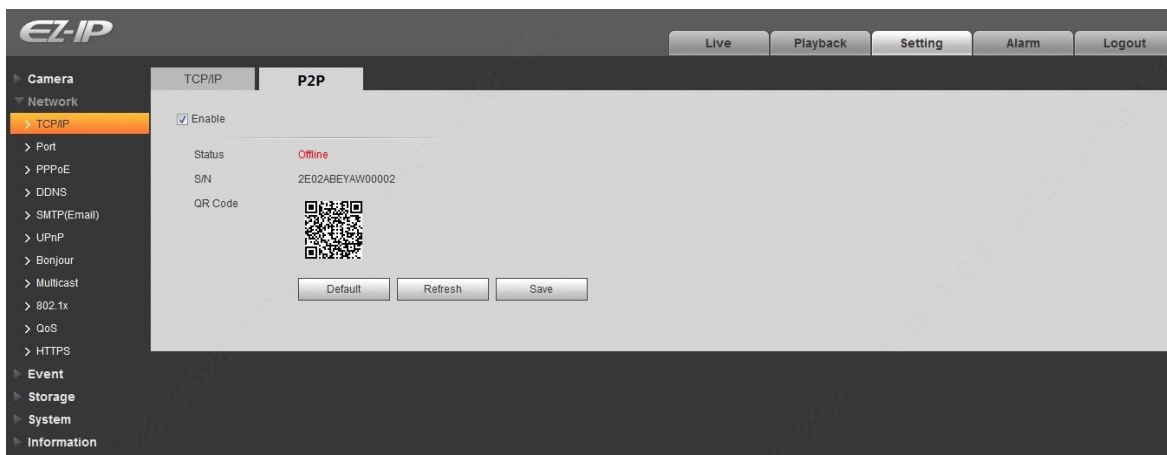 EZ-IP
Live Playback Setting Alarm Logout
Camera
Network
TCP/IP
Port
PPPoE
DDNS
SMTP(Email)
UPnP
Bonjour
Multicast
802.1x
QoS
HTTPS
Event
Storage
System
Information
TCP/IP P2P
Enable
Status Offline
S/N 2E02ABEYAW00002
QR Code
Default Refresh Save